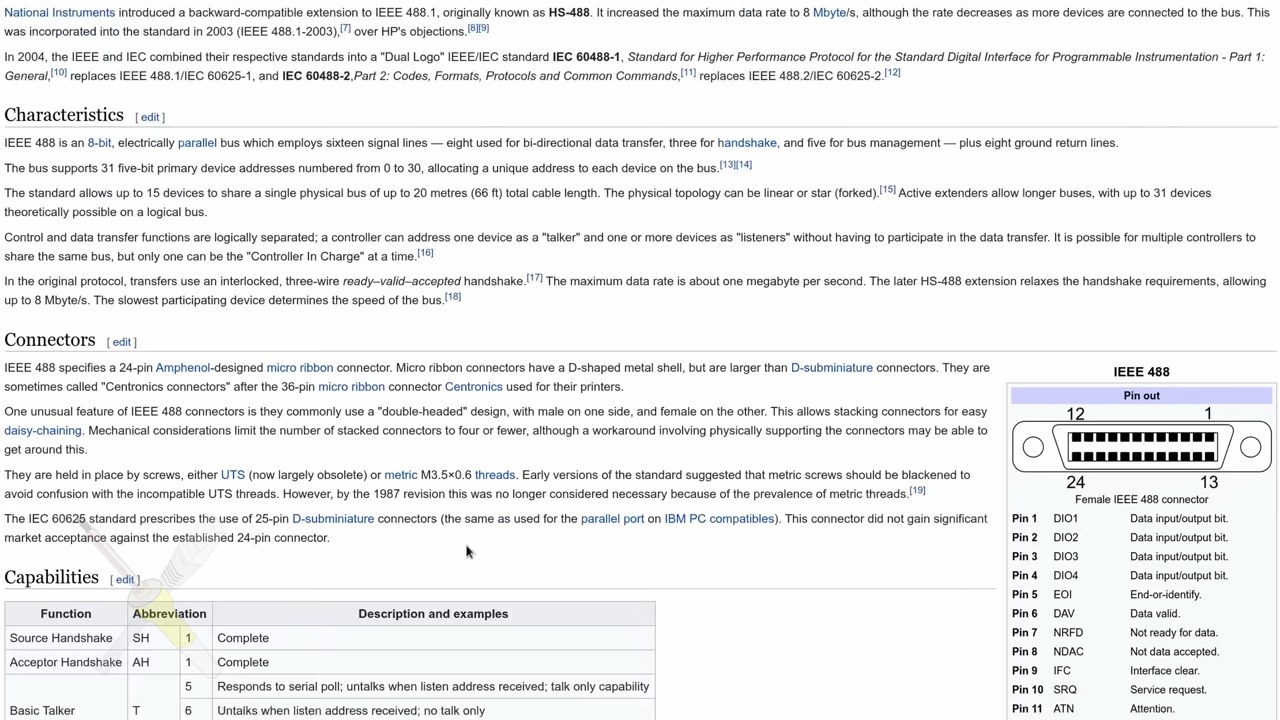 National Instruments introduced a backward-compatible extension to IEEE 488.1, originally known as HS-488. It increased the maximum data rate to 8 Mbyte/s, although the rate decreases as more devices are connected to the bus. This
was incorporated into the standard in 2003 (IEEE 488.1-2003),[7] over HP's objections.[8][9]
In 2004, the IEEE and IEC combined their respective standards into a "Dual Logo" IEEE/IEC standard IEC 60488-1, Standard for Higher Performance Protocol for the Standard Digital Interface for Programmable Instrumentation - Part 1:
General,[10] replaces IEEE 488.1/IEC 60625-1, and IEC 60488-2,Part 2: Codes, Formats, Protocols and Common Commands,[11] replaces IEEE 488.2/IEC 60625-2.[12]
Characteristics [ edit ]
IEEE 488 is an 8-bit, electrically parallel bus which employs sixteen signal lines — eight used for bi-directional data transfer, three for handshake, and five for bus management — plus eight ground return lines.
The bus supports 31 five-bit primary device addresses numbered from 0 to 30, allocating a unique address to each device on the bus.[13][14]
The standard allows up to 15 devices to share a single physical bus of up to 20 metres (66 ft) total cable length. The physical topology can be linear or star (forked).[15] Active extenders allow longer buses, with up to 31 devices
theoretically possible on a logical bus.
Control and data transfer functions are logically separated; a controller can address one device as a "talker" and one or more devices as "listeners" without having to participate in the data transfer. It is possible for multiple controllers to
share the same bus, but only one can be the "Controller In Charge" at a time.[16]
In the original protocol, transfers use an interlocked, three-wire ready–valid–accepted handshake.[17] The maximum data rate is about one megabyte per second. The later HS-488 extension relaxes the handshake requirements, allowing
up to 8 Mbyte/s. The slowest participating device determines the speed of the bus.[18]
Connectors [ edit ]
IEEE 488 specifies a 24-pin Amphenol-designed micro ribbon connector. Micro ribbon connectors have a D-shaped metal shell, but are larger than D-subminiature connectors. They are
sometimes called "Centronics connectors" after the 36-pin micro ribbon connector Centronics used for their printers.
One unusual feature of IEEE 488 connectors is they commonly use a "double-headed" design, with male on one side, and female on the other. This allows stacking connectors for easy
daisy-chaining. Mechanical considerations limit the number of stacked connectors to four or fewer, although a workaround involving physically supporting the connectors may be able to
get around this.
They are held in place by screws, either UTS (now largely obsolete) or metric M3.5×0.6 threads. Early versions of the standard suggested that metric screws should be blackened to
avoid confusion with the incompatible UTS threads. However, by the 1987 revision this was no longer considered necessary because of the prevalence of metric threads.[19]
The IEC 60625 standard prescribes the use of 25-pin D-subminiature connectors (the same as used for the parallel port on IBM PC compatibles). This connector did not gain significant
market acceptance against the established 24-pin connector.
Capabilities [ edit ]
Function Abbreviation Description and examples
Source Handshake SH 1 Complete
Acceptor Handshake AH 1 Complete
5 Responds to serial poll; untalks when listen address received; talk only capability
Basic Talker T 6 Untalks when listen address received; no talk only
IEEE 488
Pin out
12 1
24 13
Female IEEE 488 connector
Pin 1 DIO1 Data input/output bit.
Pin 2 DIO2 Data input/output bit.
Pin 3 DIO3 Data input/output bit.
Pin 4 DIO4 Data input/output bit.
Pin 5 EOI End-or-identify.
Pin 6 DAV Data valid.
Pin 7 NRFD Not ready for data.
Pin 8 NDAC Not data accepted.
Pin 9 IFC Interface clear.
Pin 10 SRQ Service request.
Pin 11 ATN Attention.